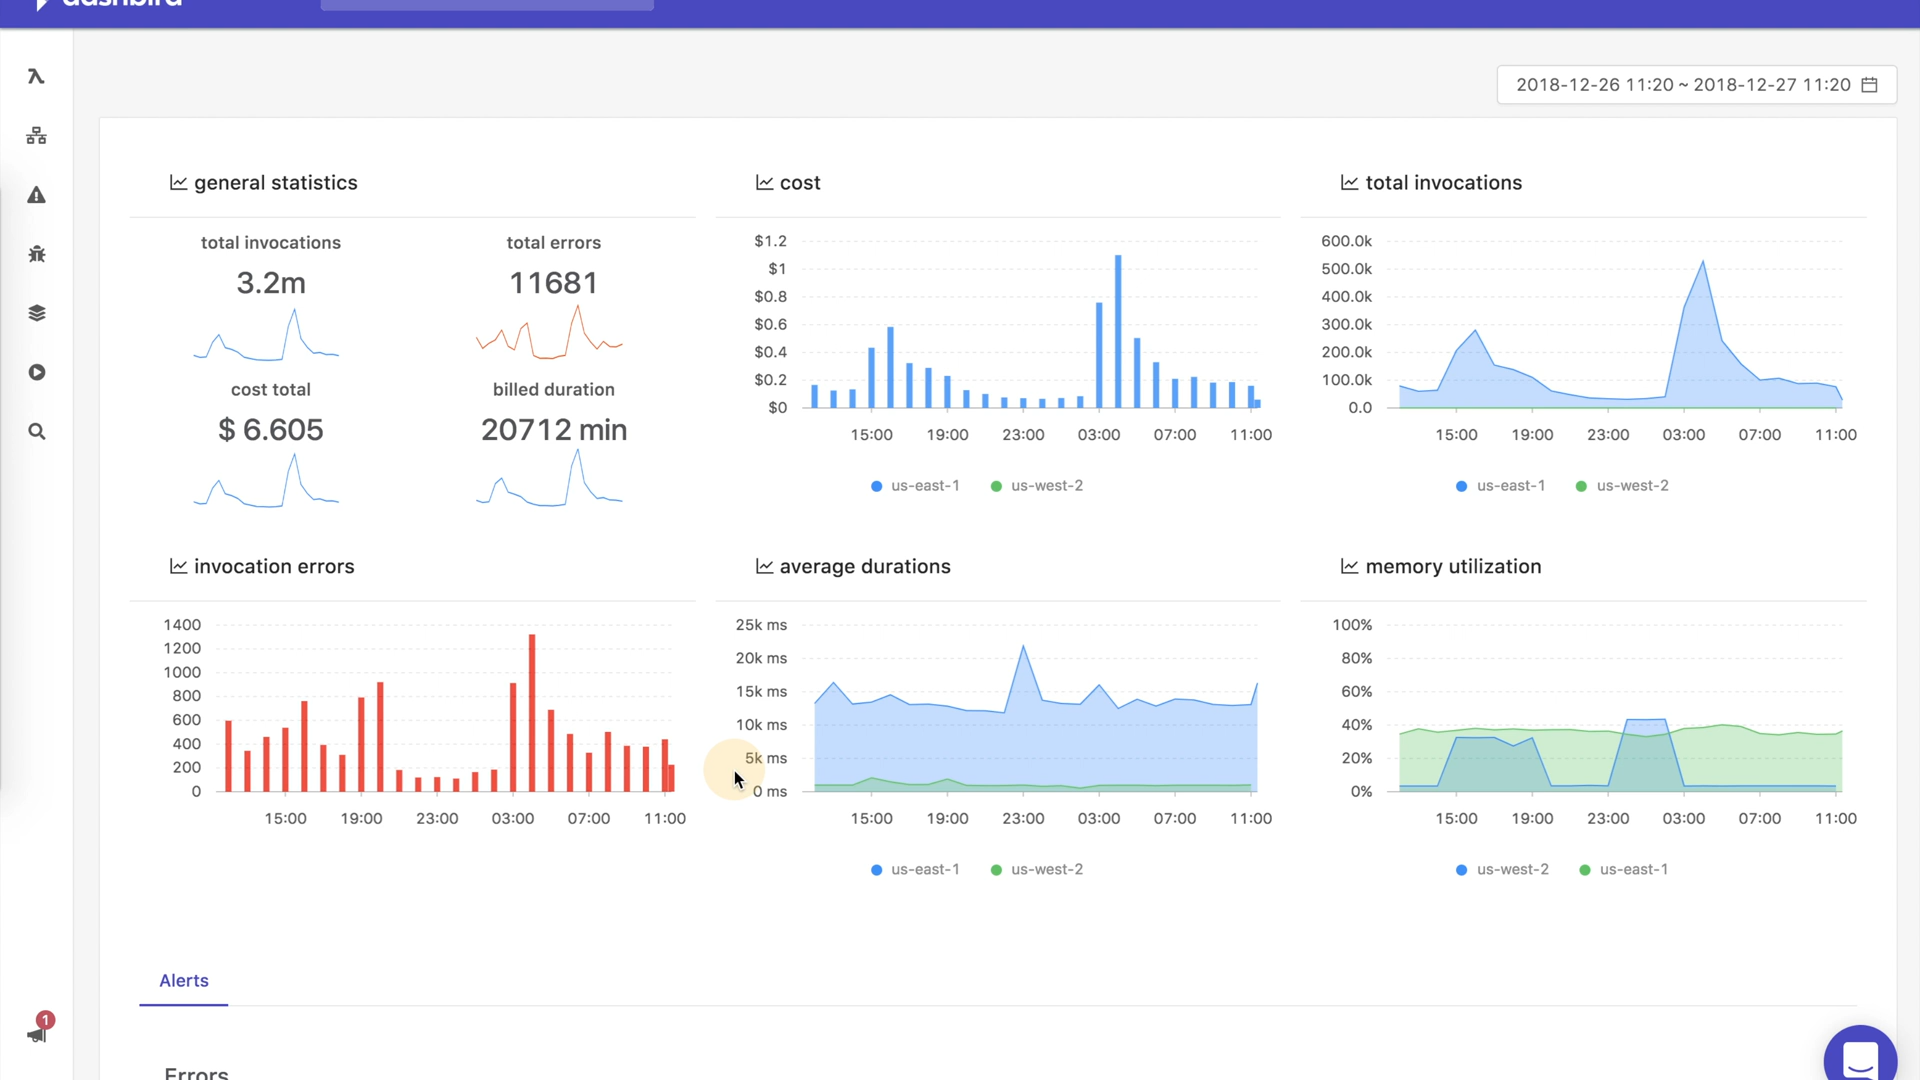 dashbird
2018-12-26 11:20 ~ 2018-12-27 11:20
general statistics
total invocations
3.2m
total errors
11681
cost total
$ 6.605
billed duration
20712 min
cost
$1.2
$1
$0.8
$0.6
$0.4
$0.2
$0
15:00 19:00 23:00 03:00 07:00 11:00
us-east-1 us-west-2
total invocations
600.0k
500.0k
400.0k
300.0k
200.0k
100.0k
0.0
15:00 19:00 23:00 03:00 07:00 11:00
us-east-1 us-west-2
invocation errors
1400
1200
1000
800
600
400
200
0
15:00 19:00 23:00 03:00 07:00 11:00
average durations
25k ms
20k ms
15k ms
10k ms
5k ms
0 ms
15:00 19:00 23:00 03:00 07:00 11:00
us-east-1 us-west-2
memory utilization
100%
80%
60%
40%
20%
0%
15:00 19:00 23:00 03:00 07:00 11:00
us-west-2 us-east-1
Alerts
1
Errors